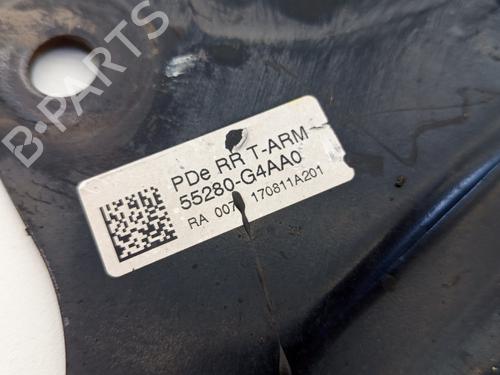 B-PARTS
PDe RR T-ARM
55280-G4AA0
RA 007 170811A201